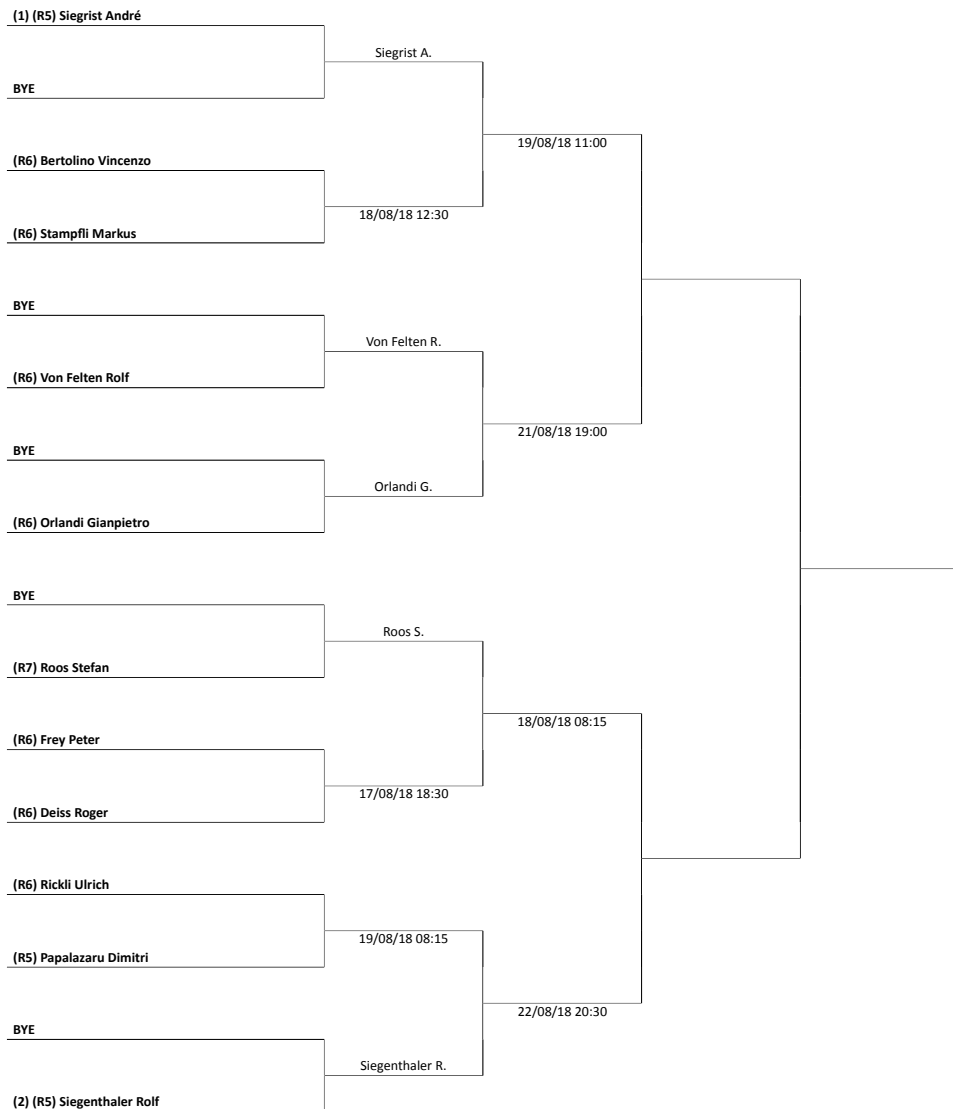 (1) (R5) Siegrist André
Siegrist A.
BYE
19/08/18 11:00
(R6) Bertolino Vincenzo
18/08/18 12:30
(R6) Stampfli Markus
BYE
Von Felten R.
(R6) Von Felten Rolf
21/08/18 19:00
BYE
Orlandi G.
(R6) Orlandi Gianpietro
BYE
Roos S.
(R7) Roos Stefan
18/08/18 08:15
(R6) Frey Peter
17/08/18 18:30
(R6) Deiss Roger
(R6) Rickli Ulrich
19/08/18 08:15
(R5) Papalazaru Dimitri
22/08/18 20:30
BYE
Siegenthaler R.
(2) (R5) Siegenthaler Rolf